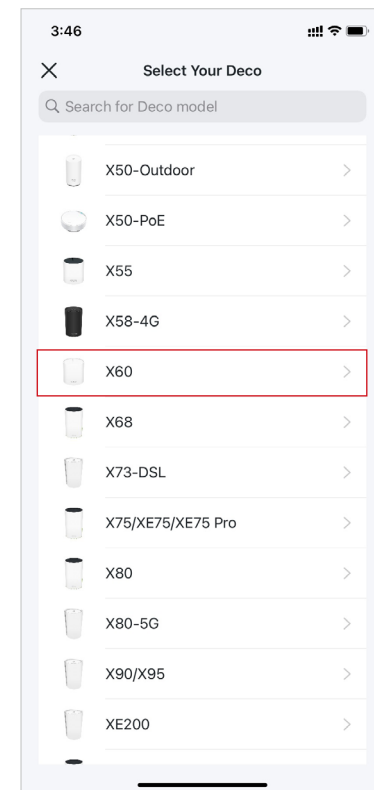 3:46
Select Your Deco
Search for Deco model
X50-Outdoor
X50-PoE
X55
X58-4G
X60
X68
X73-DSL
X75/XE75/XE75 Pro
X80
X80-5G
X90/X95
XE200